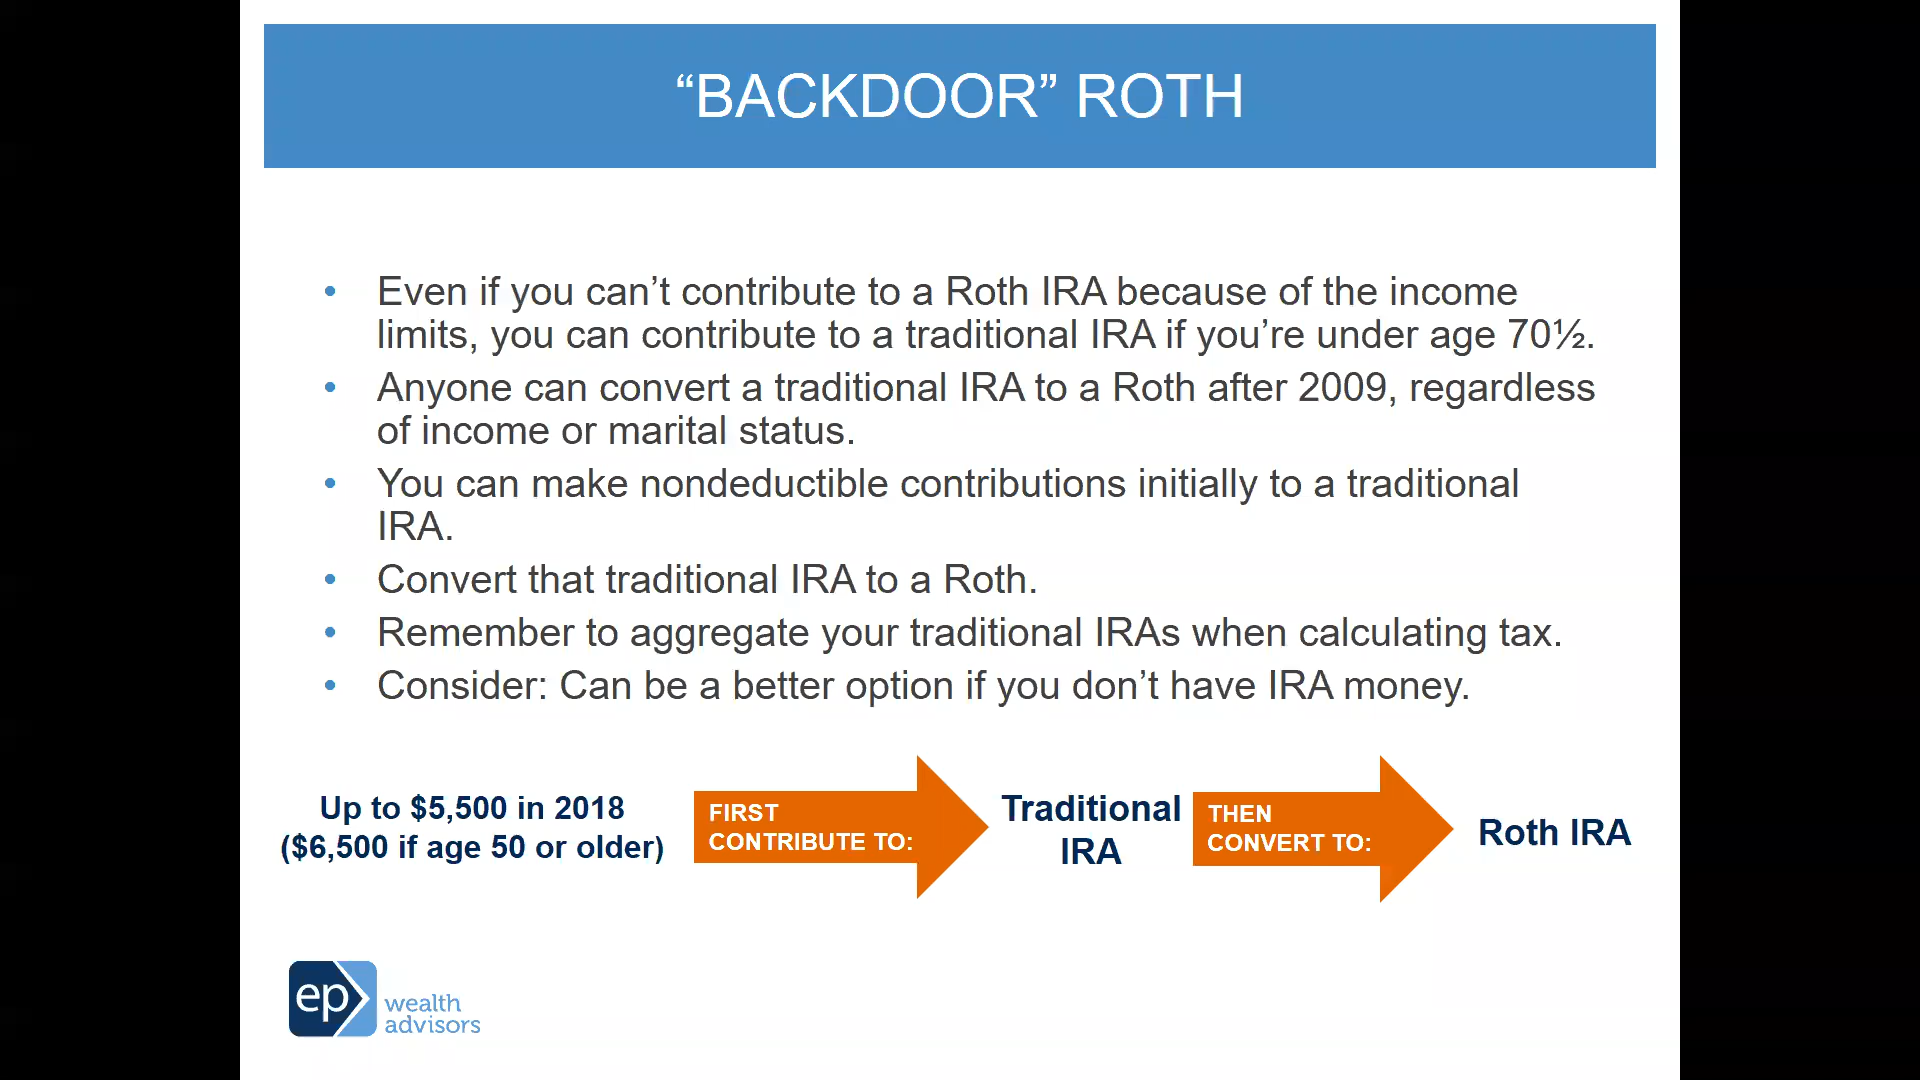 “BACKDOOR” ROTH
• Even if you can’t contribute to a Roth IRA because of the income
limits, you can contribute to a traditional IRA if you’re under age 70½.
• Anyone can convert a traditional IRA to a Roth after 2009, regardless
of income or marital status.
• You can make nondeductible contributions initially to a traditional
IRA.
• Convert that traditional IRA to a Roth.
• Remember to aggregate your traditional IRAs when calculating tax.
• Consider: Can be a better option if you don’t have IRA money.
Up to $5,500 in 2018
($6,500 if age 50 or older)
FIRST
CONTRIBUTE TO:
Traditional
IRA
THEN
CONVERT TO:
Roth IRA
ep
wealth
advisors